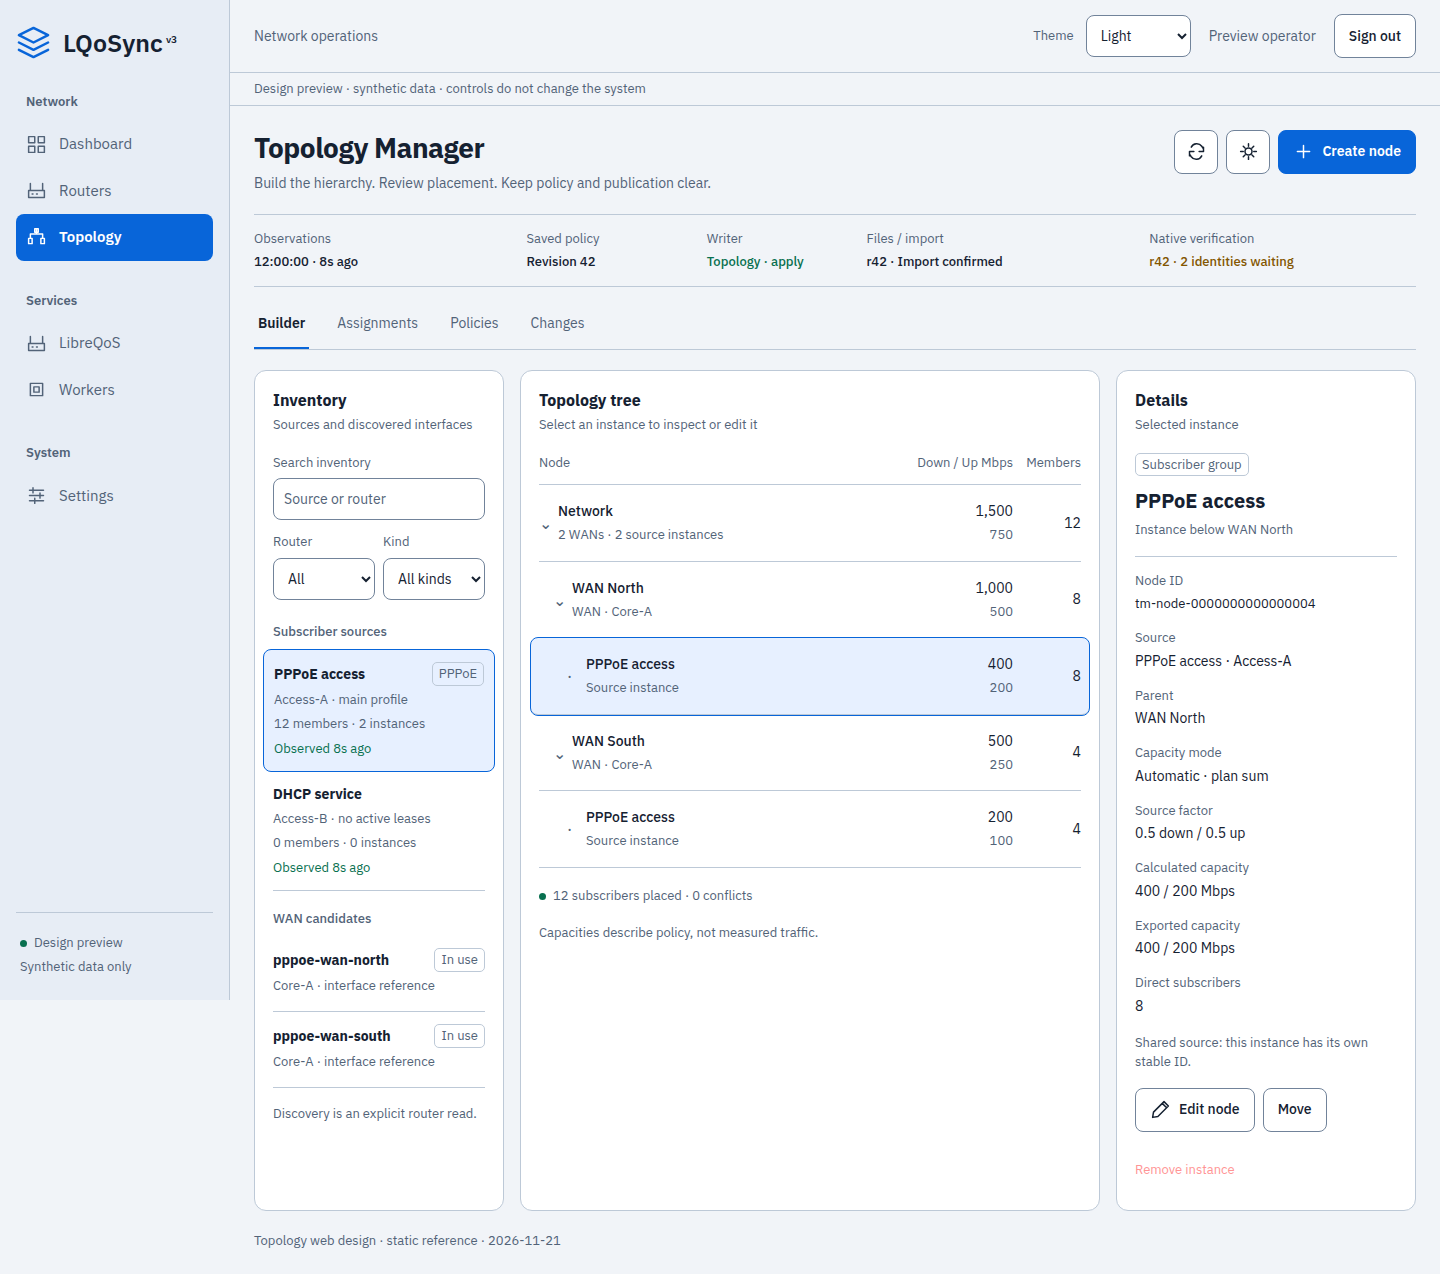 LQoSync v3
Network
Dashboard
Routers
Topology
Services
LibreQoS
Workers
System
Settings
Design preview
Synthetic data only
Network operations
Theme
Light
Preview operator
Sign out
Design preview · synthetic data · controls do not change the system
Topology Manager
Build the hierarchy. Review placement. Keep policy and publication clear.
Create node
Observations
12:00:00 · 8s ago
Saved policy
Revision 42
Writer
Topology · apply
Files / import
r42 · Import confirmed
Native verification
r42 · 2 identities waiting
Builder
Assignments
Policies
Changes
Inventory
Sources and discovered interfaces
Search inventory
Source or router
Router
Kind
All
All kinds
Subscriber sources
PPPoE access
PPPoE
Access-A · main profile
12 members · 2 instances
Observed 8s ago
DHCP service
Access-B · no active leases
0 members · 0 instances
Observed 8s ago
WAN candidates
pppoe-wan-north
In use
Core-A · interface reference
pppoe-wan-south
In use
Core-A · interface reference
Discovery is an explicit router read.
Topology tree
Select an instance to inspect or edit it
Node
Down / Up Mbps
Members
Network
2 WANs · 2 source instances
1,500
750
12
WAN North
WAN · Core-A
1,000
500
8
PPPoE access
Source instance
400
200
8
WAN South
WAN · Core-A
500
250
4
PPPoE access
Source instance
200
100
4
12 subscribers placed · 0 conflicts
Capacities describe policy, not measured traffic.
Details
Selected instance
Subscriber group
PPPoE access
Instance below WAN North
Node ID
tm-node-0000000000000004
Source
PPPoE access · Access-A
Parent
WAN North
Capacity mode
Automatic · plan sum
Source factor
0.5 down / 0.5 up
Calculated capacity
400 / 200 Mbps
Exported capacity
400 / 200 Mbps
Direct subscribers
8
Shared source: this instance has its own
stable ID.
Edit node
Move
Remove instance
Topology web design · static reference · 2026-11-21